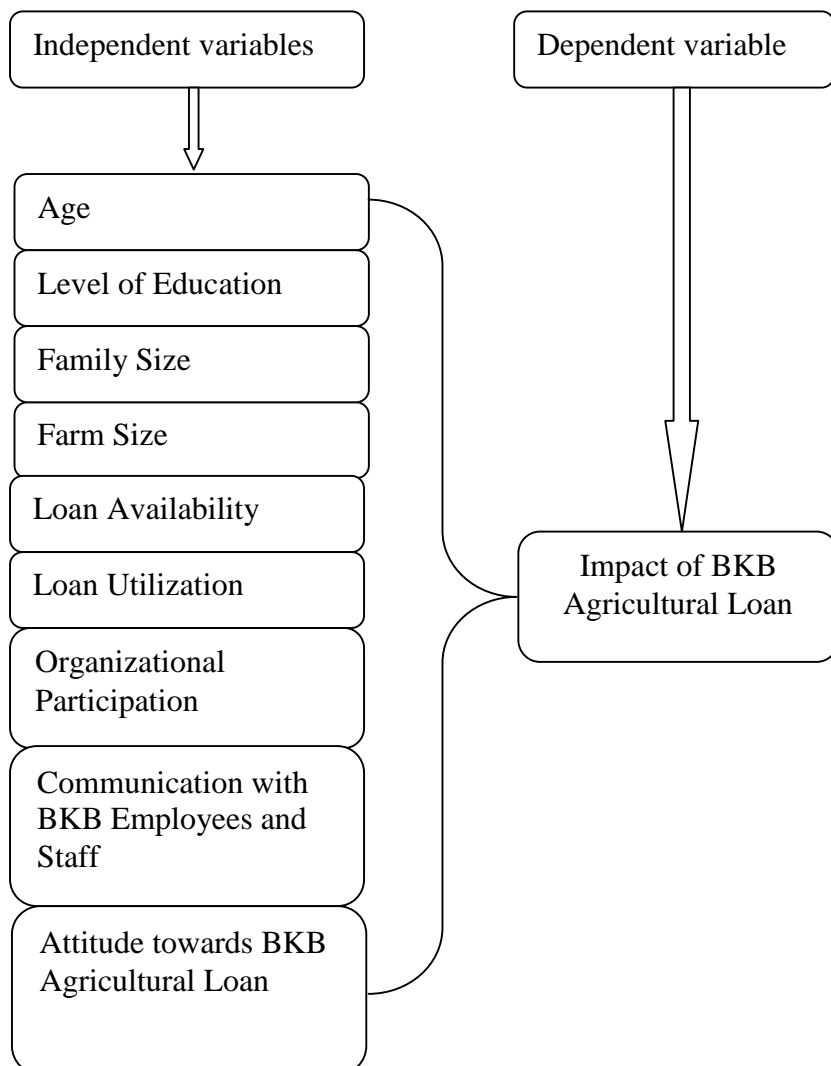 Independent variables
Dependent variable
Age
Level of Education
Family Size
Farm Size
Loan Availability
Loan Utilization
Organizational
Participation
Communication with
BKB Employees and
Staff
Attitude towards BKB
Agricultural Loan
Impact of BKB
Agricultural Loan